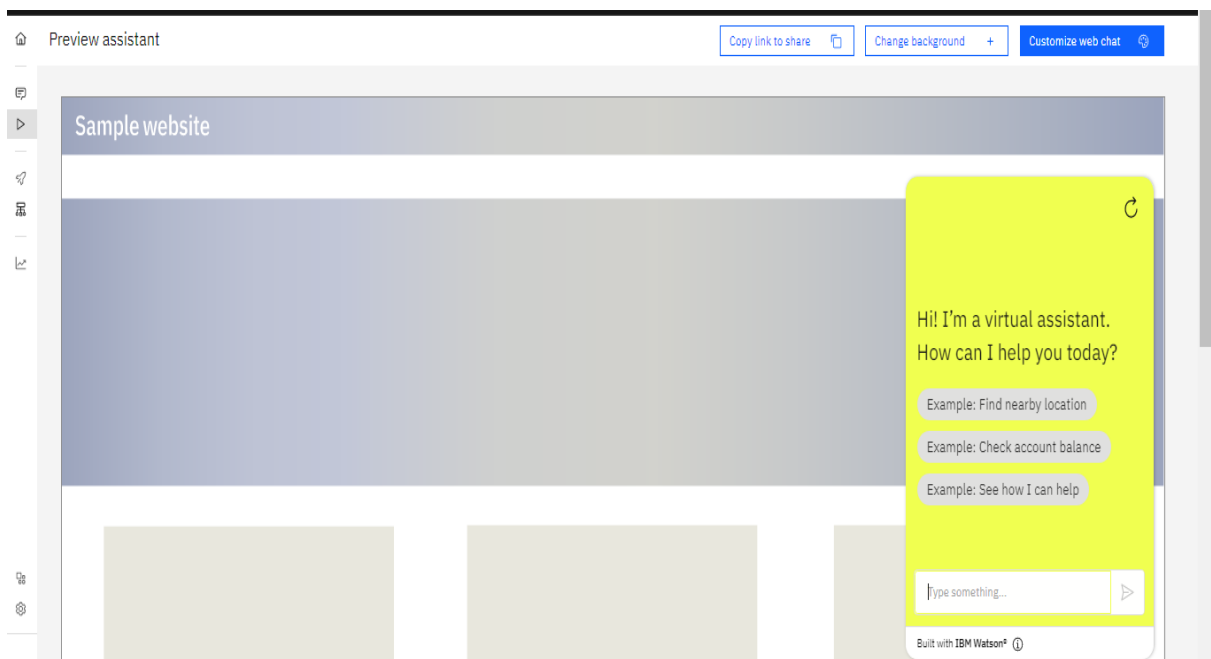 Preview assistant
Copy link to share
Change background +
Customize web chat
Sample website
Hi! I'm a virtual assistant.
How can I help you today?
Example: Find nearby location
Example: Check account balance
Example: See how I can help
Type something...
Built with IBM Watson®